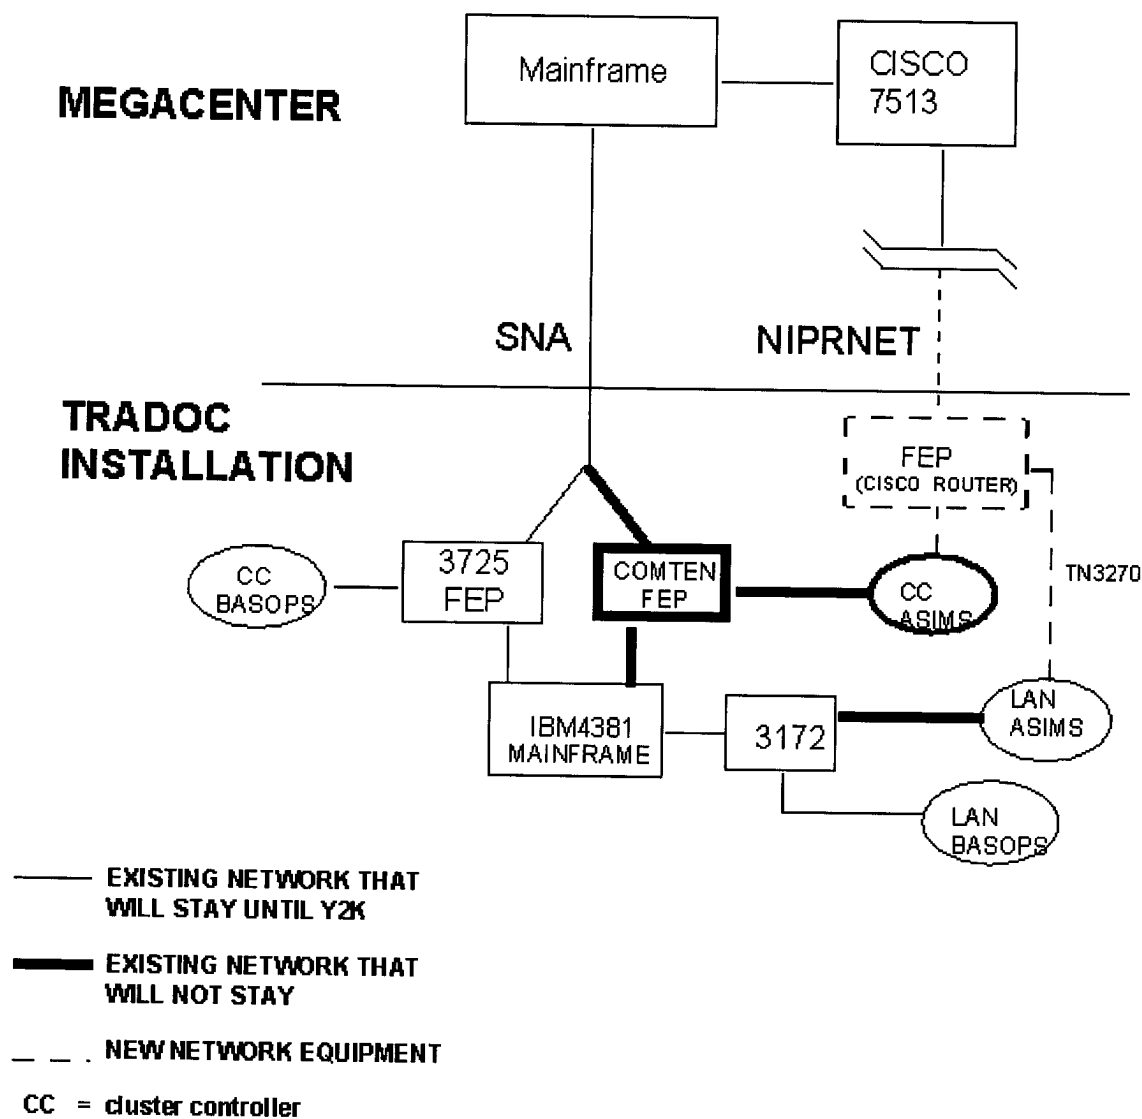 Mainframe
CISCO
7513
MEGACENTER
SNA
NIPRNET
TRADOC
INSTALLATION
FEP
(CISCO ROUTER)
3725
FEP
COMTEN
FEP
CC
BASOPS
CC
ASIMS
TN3270
IBM4381
MAINFRAME
3172
LAN
ASIMS
LAN
BASOPS
EXISTING NETWORK THAT
WILL STAY UNTIL Y2K
EXISTING NETWORK THAT
WILL NOT STAY
NEW NETWORK EQUIPMENT
CC = cluster controller